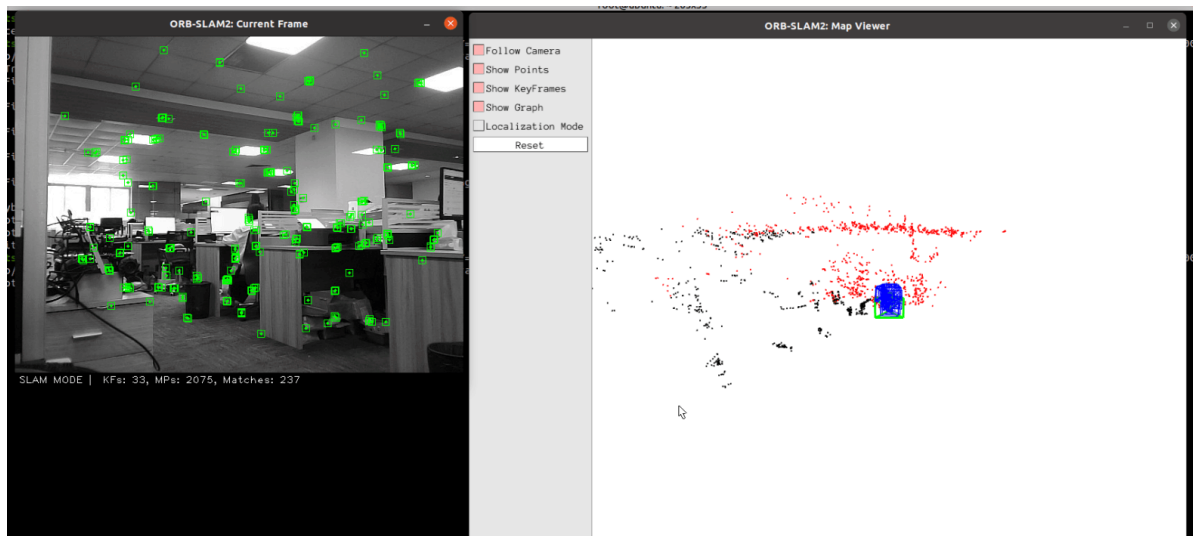 ORB-SLAM2: Current Frame
SLAM MODE | KFs: 33, MPs: 2075, Matches: 237
ORB-SLAM2: Map Viewer
Follow Camera
Show Points
Show KeyFrames
Show Graph
Localization Mode
Reset